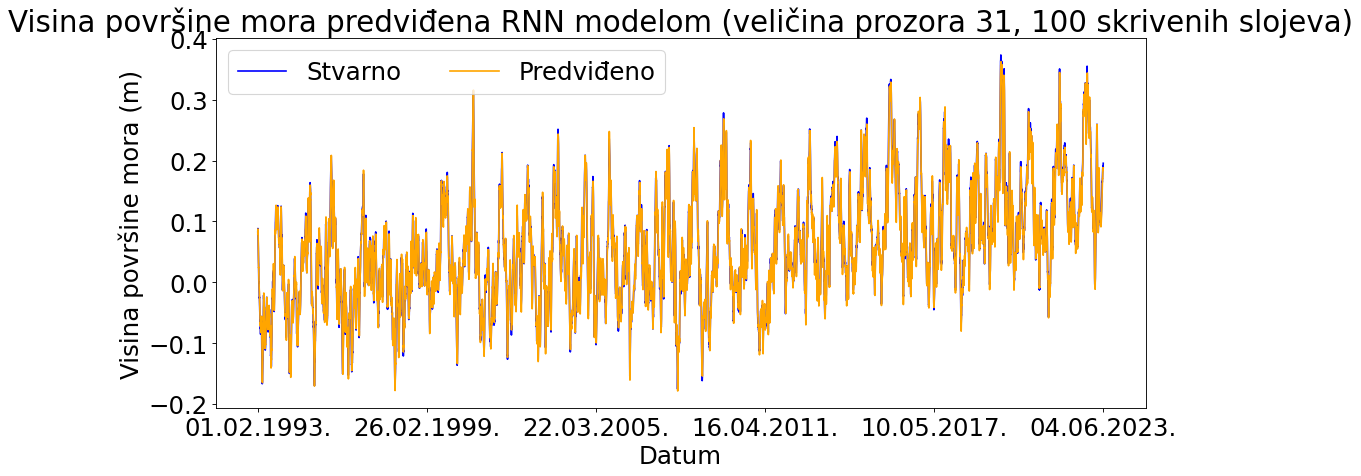 Visina površine mora predviđena RNN modelom (veličina prozora 31, 100 skrivenih slojeva)
Stvarno Predviđeno
Visina površine mora (m)
0.4
0.3
0.2
0.1
0.0
−0.1
−0.2
01.02.1993. 26.02.1999. 22.03.2005. 16.04.2011. 10.05.2017. 04.06.2023.
Datum